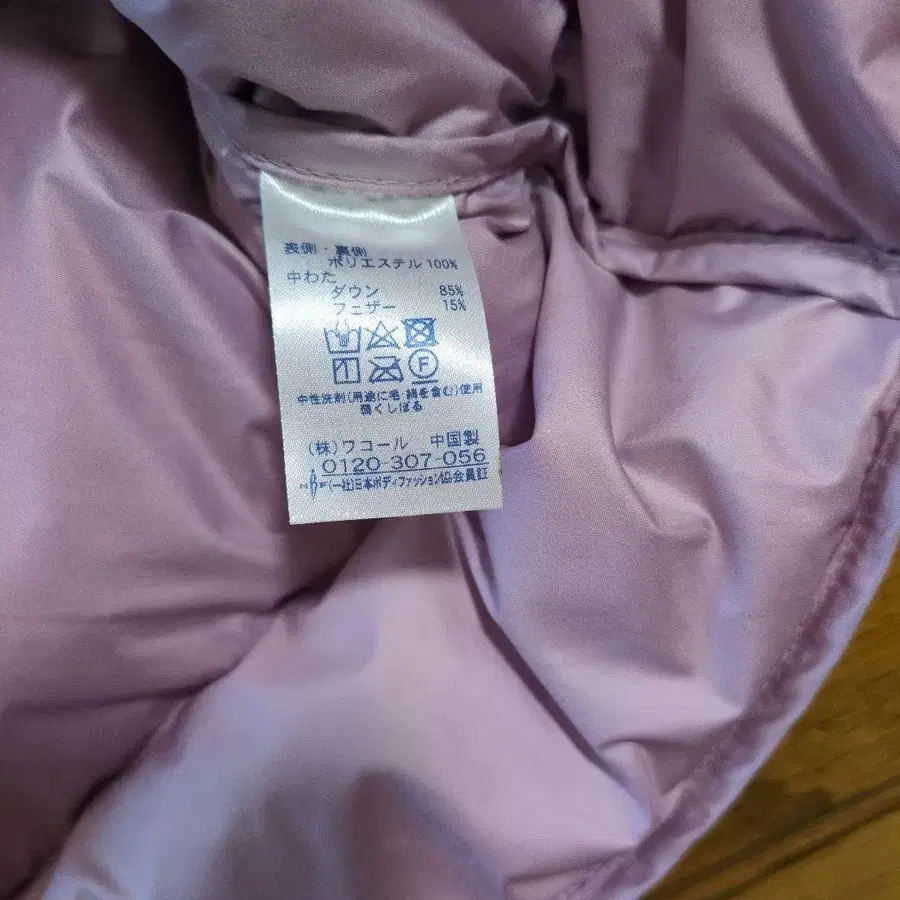 表側・裏側
ポリエステル 100%
中わた
ダウン 85%
フェザー 15%
F
中性洗剤(用途に毛・絹を含む)使用
弱くしぼる
(株)ワコール 中国製
0120-307-056
NBF(一社)日本ボディファッション協会会員証